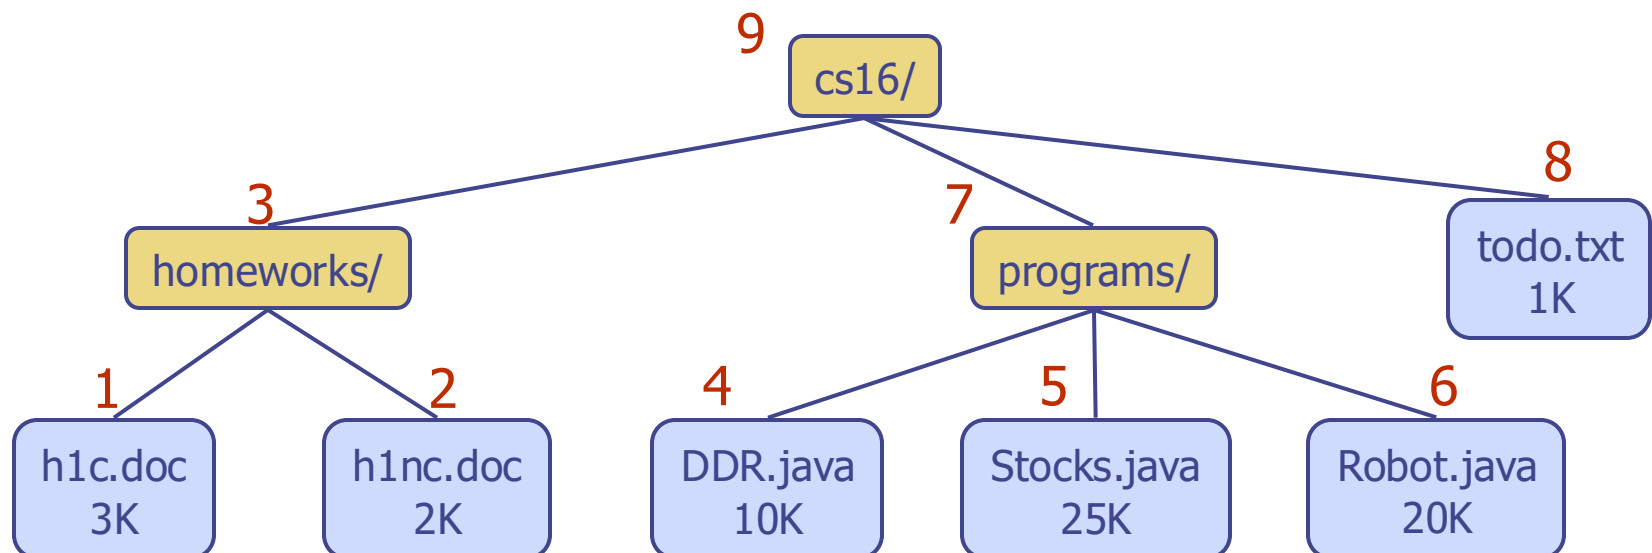 9
cs16/
8
3
7
todo.txt
1K
homeworks/
programs/
1
2
4
5
6
h1c.doc
3K
h1nc.doc
2K
DDR.java
10K
Stocks.java
25K
Robot.java
20K